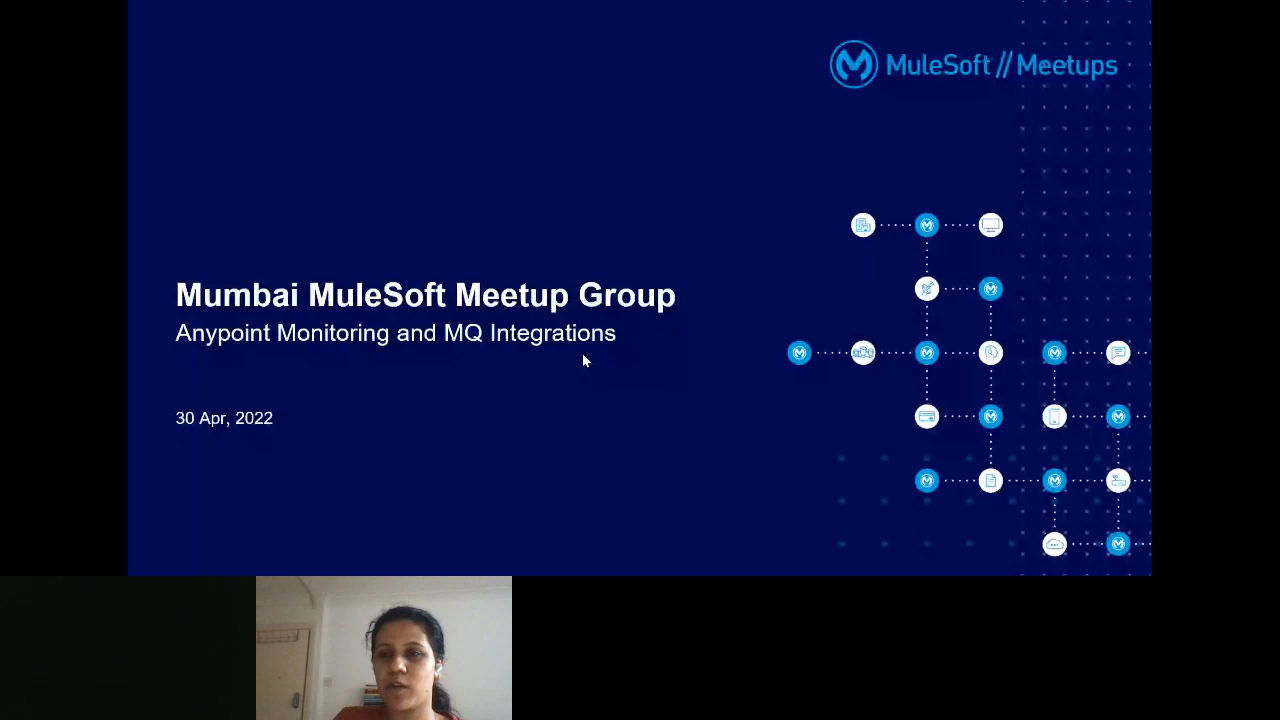 MuleSoft // Meetups
Mumbai MuleSoft Meetup Group
Anypoint Monitoring and MQ Integrations
30 Apr, 2022